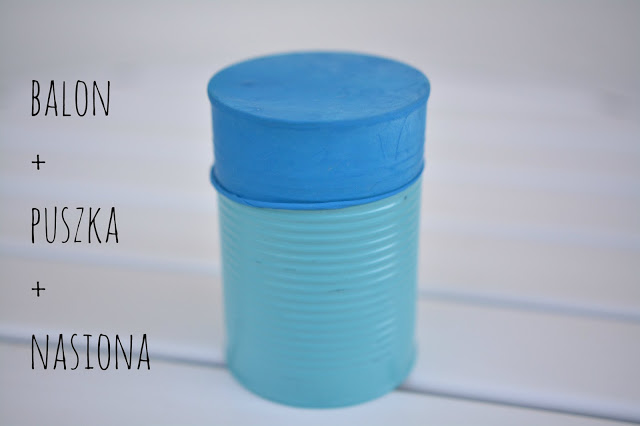 BALON
+
PUSZKA
+
NASIONA